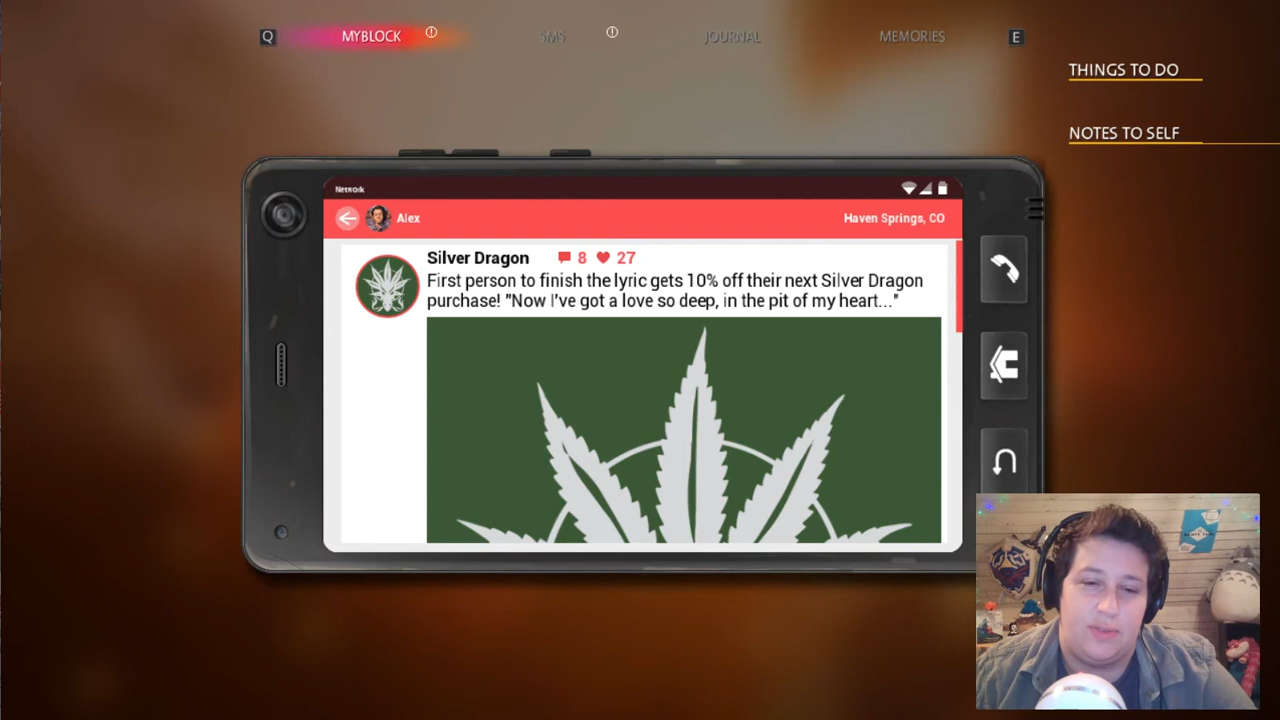 Q MYBLOCK SMS JOURNAL MEMORIES E
THINGS TO DO
NOTES TO SELF
Network
Alex Haven Springs, CO
Silver Dragon 8 27
First person to finish the lyric gets 10% off their next Silver Dragon
purchase! "Now I've got a love so deep, in the pit of my heart..."